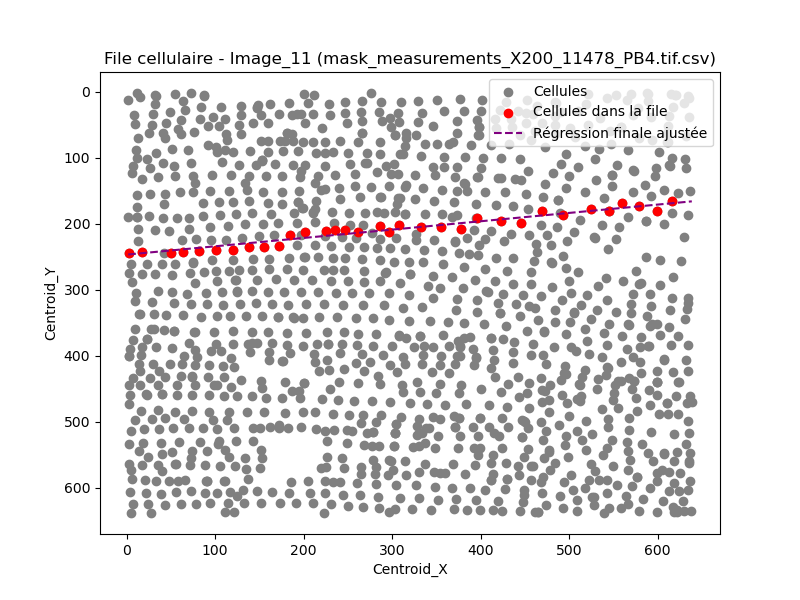 File cellulaire - Image_11 (mask_measurements_X200_11478_PB4.tif.csv)
Cellules
Cellules dans la file
Régression finale ajustée
0
100
200
300
400
500
600
Centroid_Y
0
100
200
300
400
500
600
Centroid_X